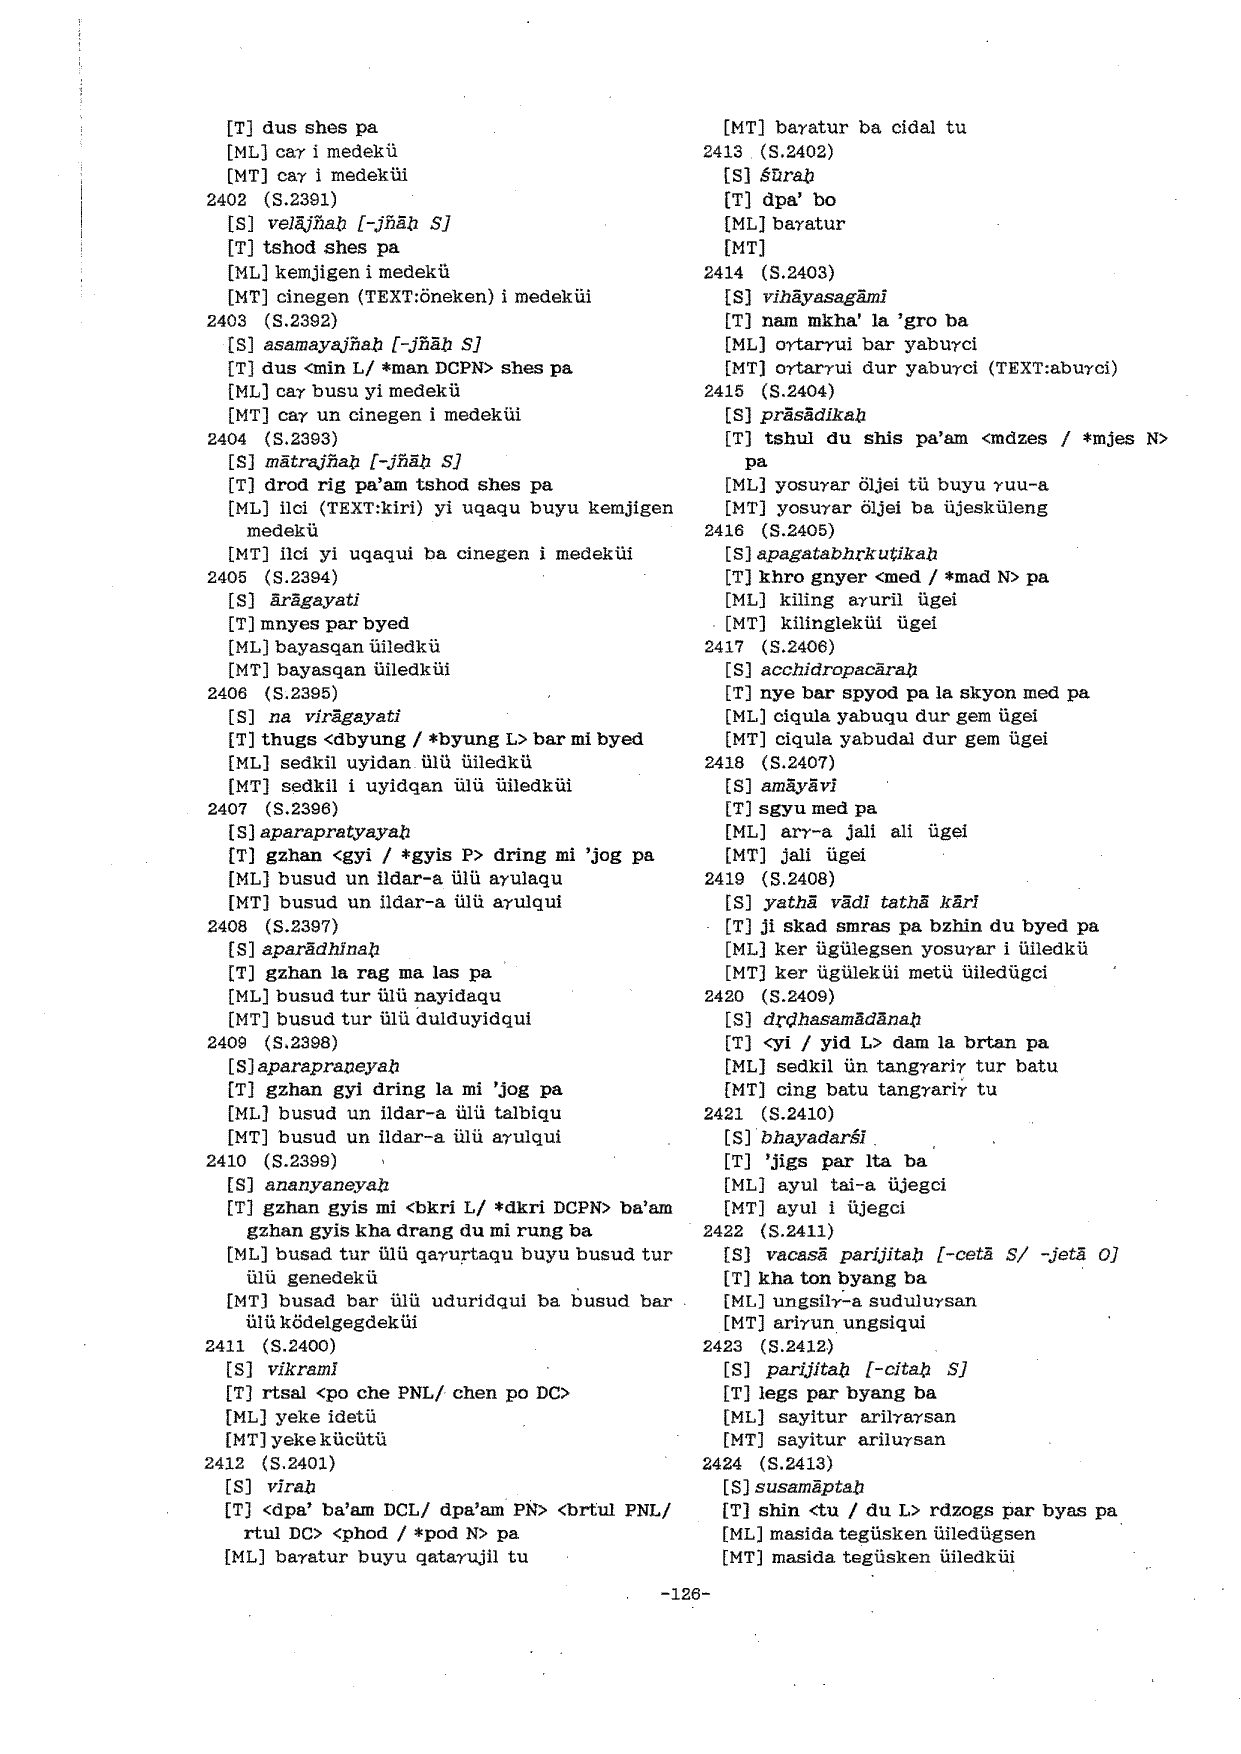 [T] dus shes pa
[ML] caγ i medekü
[MT] caγ i medeküi
2402 (S.2391)
[S] velājñaḥ [-jñāḥ S]
[T] tshod shes pa
[ML] kemjigen i medekü
[MT] cinegen (TEXT:öneken) i medeküi
2403 (S.2392)
[S] asamayajñaḥ [-jñāḥ S]
[T] dus <min L/ *man DCPN> shes pa
[ML] caγ busu yi medekü
[MT] caγ un cinegen i medeküi
2404 (S.2393)
[S] mātrajñaḥ [-jñāḥ S]
[T] drod rig pa'am tshod shes pa
[ML] ilci (TEXT:kiri) yi uqaqu buyu kemjigen
medekü
[MT] ilci yi uqaqui ba cinegen i medeküi
2405 (S.2394)
[S] ārāgayati
[T] mnyes par byed
[ML] bayasqan üiledkü
[MT] bayasqan üiledküi
2406 (S.2395)
[S] na virāgayati
[T] thugs <dbyung / *byung L> bar mi byed
[ML] sedkil uyidan ülü üiledkü
[MT] sedkil i uyidqan ülü üiledküi
2407 (S.2396)
[S] aparapratyayaḥ
[T] gzhan <gyi / *gyis P> dring mi 'jog pa
[ML] busud un ildar-a ülü aγulaqu
[MT] busud un ildar-a ülü aγulqui
2408 (S.2397)
[S] aparādhīnaḥ
[T] gzhan la rag ma las pa
[ML] busud tur ülü nayidaqu
[MT] busud tur ülü dulduyidqui
2409 (S.2398)
[S] aparapraṇeyaḥ
[T] gzhan gyi dring la mi 'jog pa
[ML] busud un ildar-a ülü talbiqu
[MT] busud un ildar-a ülü aγulqui
2410 (S.2399)
[S] ananyaneyaḥ
[T] gzhan gyis mi <bkri L/ *dkri DCPN> ba'am
gzhan gyis kha drang du mi rung ba
[ML] busad tur ülü qaγurtaqu buyu busud tur
ülü genedekü
[MT] busad bar ülü uduridqui ba busud bar
ülü ködelgegdeküi
2411 (S.2400)
[S] vikramī
[T] rtsal <po che PNL/ chen po DC>
[ML] yeke idetü
[MT] yeke kücütü
2412 (S.2401)
[S] vīraḥ
[T] <dpa' ba'am DCL/ dpa'am PN> <brtul PNL/
rtul DC> <phod / *pod N> pa
[ML] baγatur buyu qataγujil tu
[MT] baγatur ba cidal tu
2413 (S.2402)
[S] śūraḥ
[T] dpa' bo
[ML] baγatur
[MT]
2414 (S.2403)
[S] vihāyasagāmī
[T] nam mkha' la 'gro ba
[ML] oγtarγui bar yabuγci
[MT] oγtarγui dur yabuγci (TEXT:abuγci)
2415 (S.2404)
[S] prāsādikaḥ
[T] tshul du shis pa'am <mdzes / *mjes N>
pa
[ML] yosuγar öljei tü buyu γuu-a
[MT] yosuγar öljei ba üjesküleng
2416 (S.2405)
[S] apagatabhṛkuṭikaḥ
[T] khro gnyer <med / *mad N> pa
[ML] kiling aγuril ügei
[MT] kilingleküi ügei
2417 (S.2406)
[S] acchidropacāraḥ
[T] nye bar spyod pa la skyon med pa
[ML] ciqula yabuqu dur gem ügei
[MT] ciqula yabudal dur gem ügei
2418 (S.2407)
[S] amāyāvī
[T] sgyu med pa
[ML] arγ-a jali ali ügei
[MT] jali ügei
2419 (S.2408)
[S] yathā vādī tathā kārī
[T] ji skad smras pa bzhin du byed pa
[ML] ker ügülegsen yosuγar i üiledkü
[MT] ker ügüleküi metü üiledügci
2420 (S.2409)
[S] dṛḍhasamādānaḥ
[T] <yi / yid L> dam la brtan pa
[ML] sedkil ün tangγariγ tur batu
[MT] cing batu tangγariγ tu
2421 (S.2410)
[S] bhayadarśī
[T] 'jigs par lta ba
[ML] ayul tai-a üjegci
[MT] ayul i üjegci
2422 (S.2411)
[S] vacasā parijitaḥ [-cetā S/ -jetā O]
[T] kha ton byang ba
[ML] ungsilγ-a suduluγsan
[MT] ariγun ungsiqui
2423 (S.2412)
[S] parijitaḥ [-citaḥ S]
[T] legs par byang ba
[ML] sayitur arilγaγsan
[MT] sayitur ariluγsan
2424 (S.2413)
[S] susamāptaḥ
[T] shin <tu / du L> rdzogs par byas pa
[ML] masida tegüsken üiledügsen
[MT] masida tegüsken üiledküi
-126-